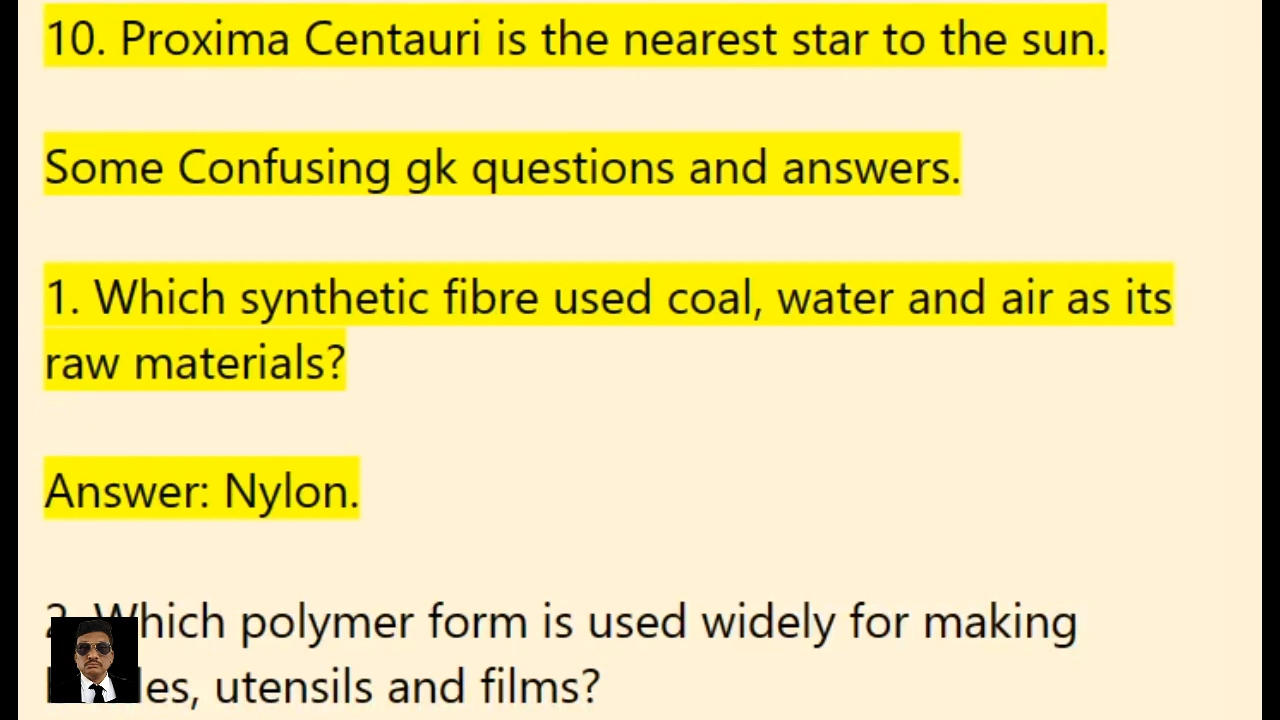 10. Proxima Centauri is the nearest star to the sun.
Some Confusing gk questions and answers.
1. Which synthetic fibre used coal, water and air as its
raw materials?
Answer: Nylon.
2. Which polymer form is used widely for making
utensils and films?